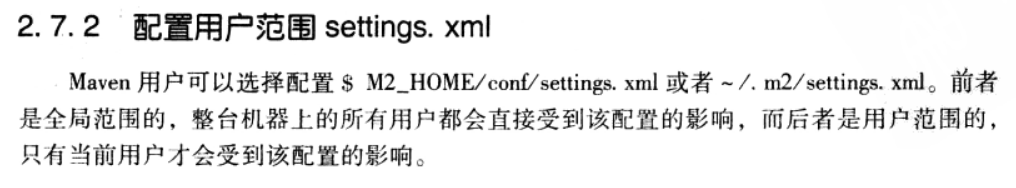 2. 7. 2 配置用户范围 settings. xml
Maven 用户可以选择配置 $ M2_HOME/conf/settings. xml 或者 ~/. m2/settings. xml。前者
是全局范围的，整台机器上的所有用户都会直接受到该配置的影响，而后者是用户范围的，
只有当前用户才会受到该配置的影响。